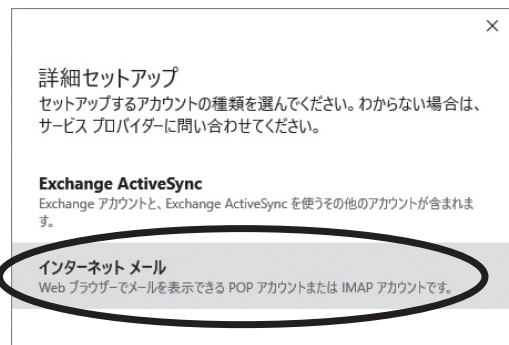 詳細セットアップ
セットアップするアカウントの種類を選んでください。わからない場合は、
サービス プロバイダーに問い合わせてください。
Exchange ActiveSync
Exchange アカウントと、Exchange ActiveSync を使うその他のアカウントが含まれま
す。
インターネット メール
Web ブラウザーでメールを表示できる POP アカウントまたは IMAP アカウントです。